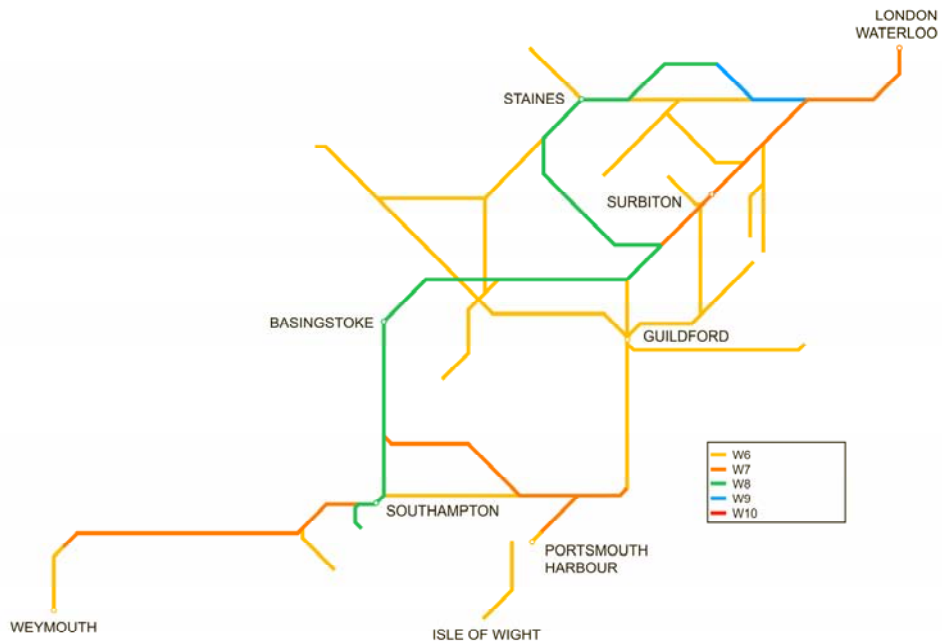 LONDON
WATERLOO
STAINES
SURBITON
BASINGSTOKE
GUILDFORD
W6
W7
W8
W9
W10
SOUTHAMPTON
PORTSMOUTH
HARBOUR
WEYMOUTH
ISLE OF WIGHT